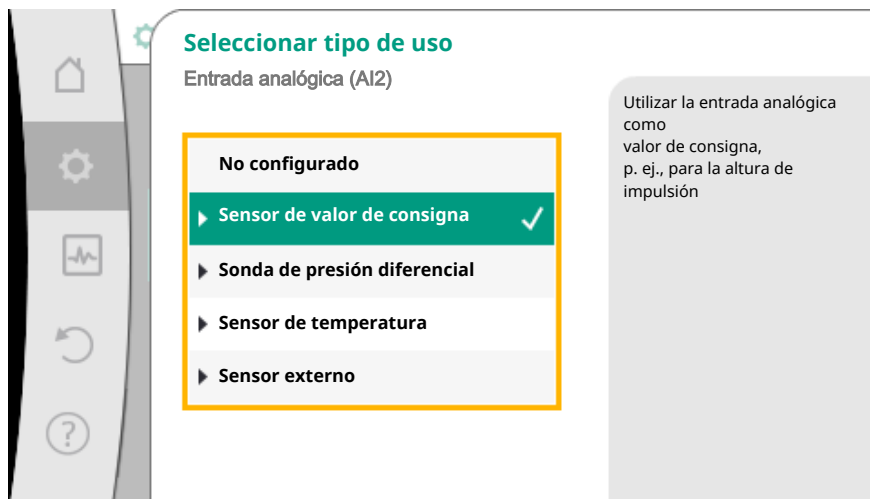 Seleccionar tipo de uso
Entrada analógica (AI2)
No configurado
Sensor de valor de consigna
Sonda de presión diferencial
Sensor de temperatura
Sensor externo
Utilizar la entrada analógica
como
valor de consigna,
p. ej., para la altura de
impulsión
?